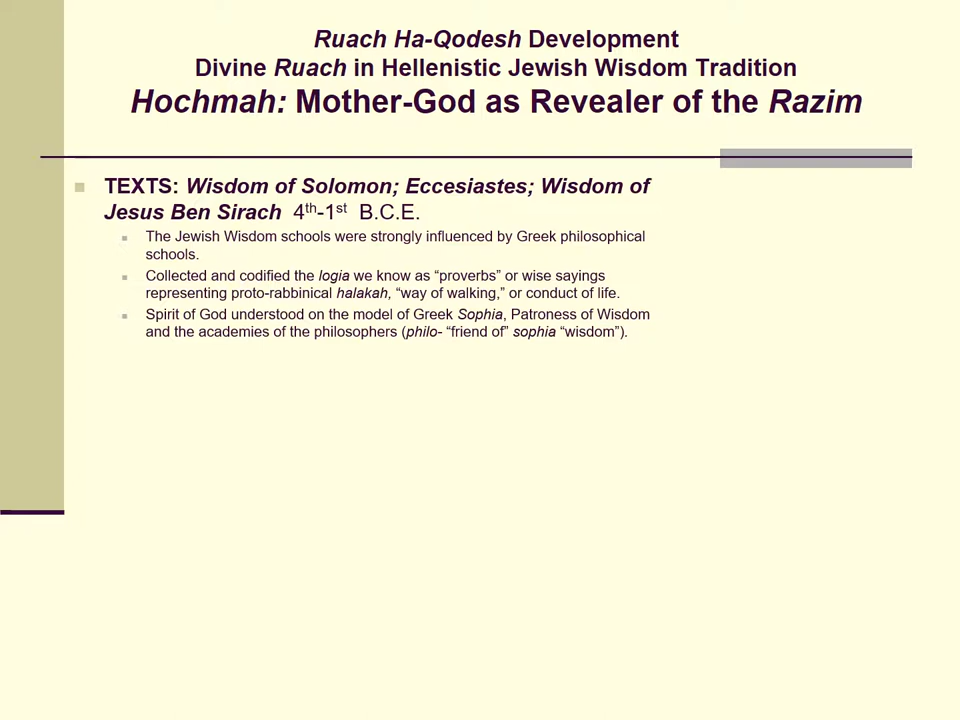 Ruach Ha-Qodesh Development
Divine Ruach in Hellenistic Jewish Wisdom Tradition
Hochmah: Mother-God as Revealer of the Razim
TEXTS: Wisdom of Solomon; Eccesiastes; Wisdom of
Jesus Ben Sirach 4th-1st B.C.E.
The Jewish Wisdom schools were strongly influenced by Greek philosophical
schools.
Collected and codified the logia we know as “proverbs” or wise sayings
representing proto-rabbinical halakah, “way of walking,” or conduct of life.
Spirit of God understood on the model of Greek Sophia, Patroness of Wisdom
and the academies of the philosophers (philo- “friend of” sophia “wisdom”).